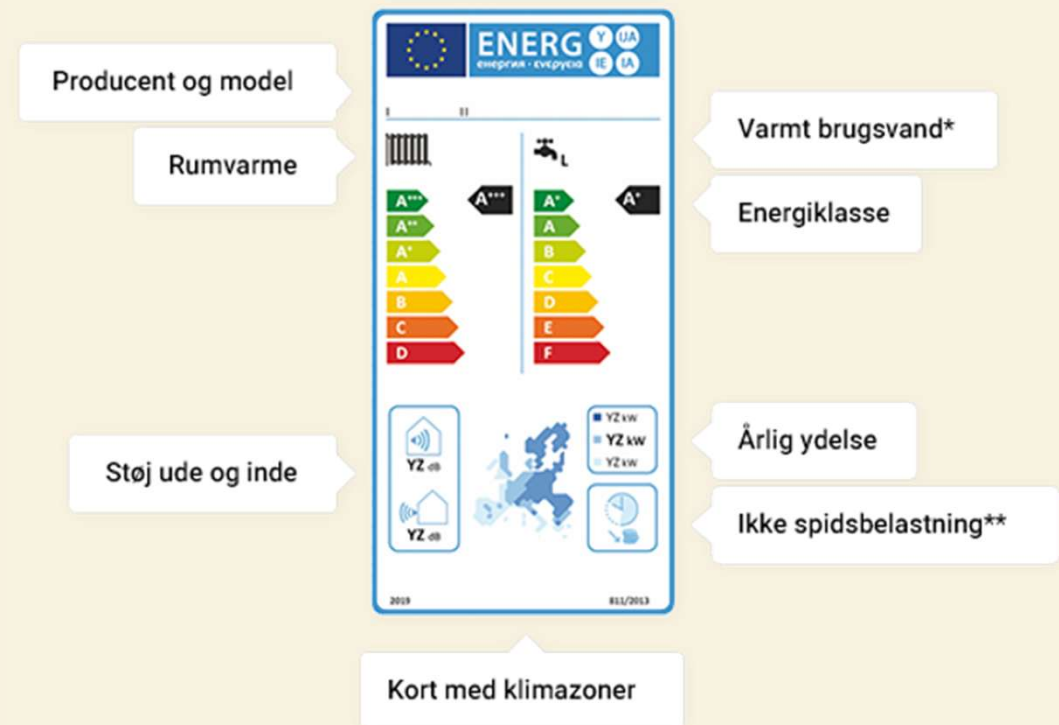 ENERG Y UA
енергия · ενεργεια IE IA
Producent og model
I II
Varmt brugsvand*
Rumvarme
L
Energiklasse
A+++ A+++ A+ A+
A++ A
A+ B
A C
B D
C E
D F
Årlig ydelse
YZ kW
YZ kW
YZ kW
Støj ude og inde
YZ dB
YZ dB
Ikke spidsbelastning**
2019 811/2013
Kort med klimazoner